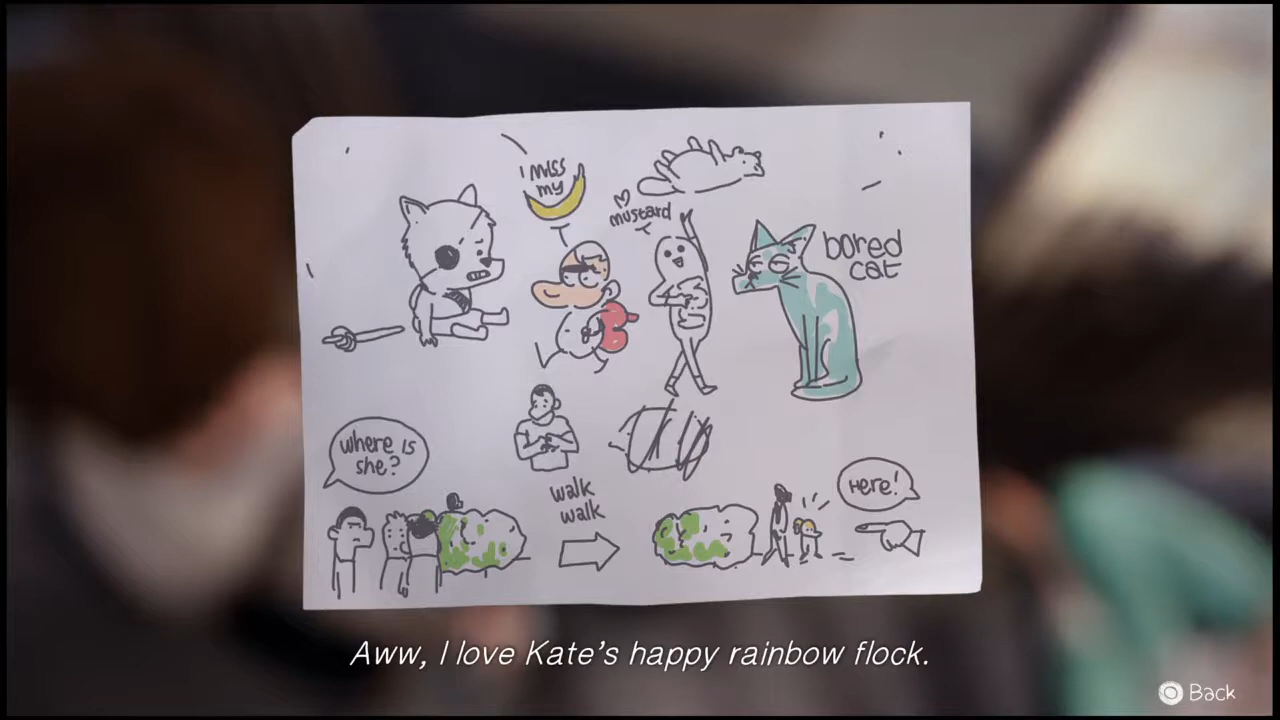 I MISS
my
mustard
bored
cat
where is
she?
walk
walk
Here!
Aww, I love Kate's happy rainbow flock.
Back